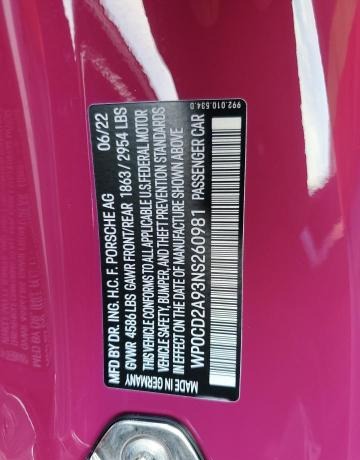 992.010.534.0
MFD BY DR. ING. H.C. F. PORSCHE AG 06/22
GVWR 4586 LBS GAWR FRONT/REAR 1863/2954 LBS
THIS VEHICLE CONFORMS TO ALL APPLICABLE U.S. FEDERAL MOTOR
VEHICLE SAFETY, BUMPER, AND THEFT PREVENTION STANDARDS
IN EFFECT ON THE DATE OF MANUFACTURE SHOWN ABOVE
WP0CD2A93NS260981 PASSENGER CAR
MADE IN GERMANY